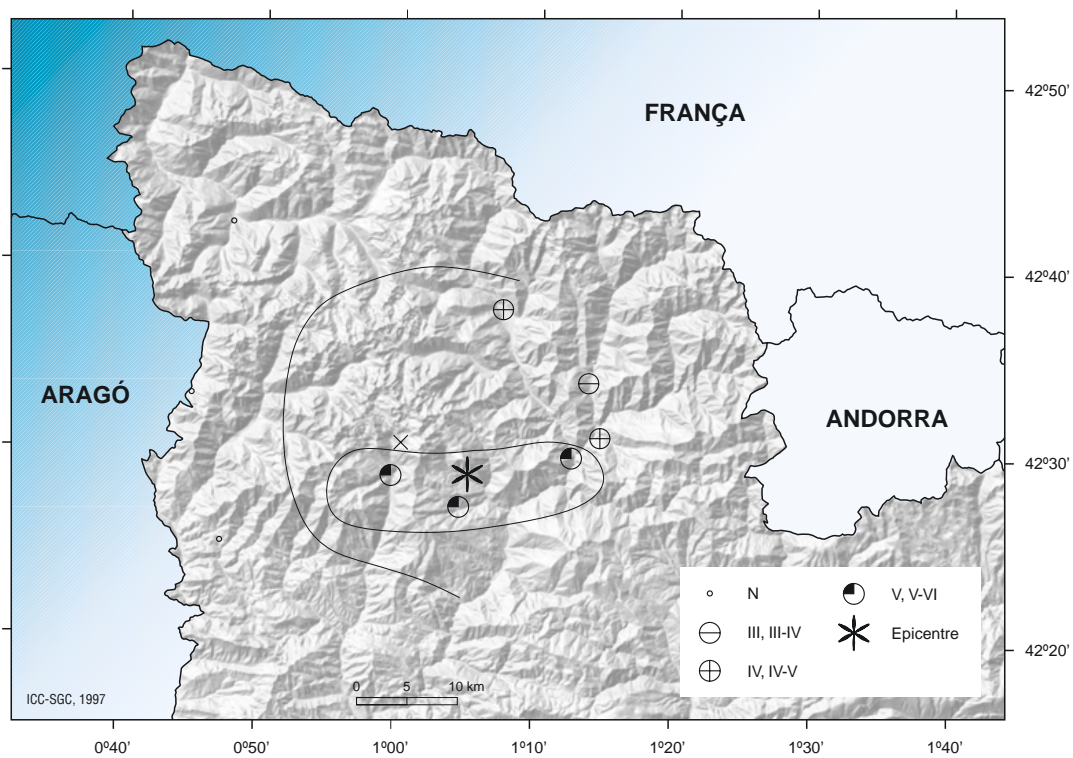 FRANÇA
42º50'
42º40'
ARAGÓ
ANDORRA
42º30'
N
V, V-VI
III, III-IV
Epicentre
IV, IV-V
42º20'
0 5 10 km
ICC-SGC, 1997
0º40' 0º50' 1º00' 1º10' 1º20' 1º30' 1º40'